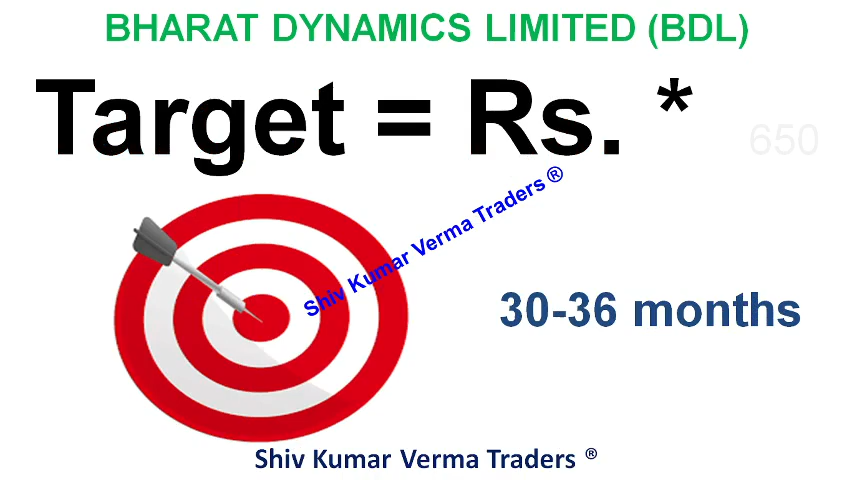 BHARAT DYNAMICS LIMITED (BDL)
Target = Rs. *
650
Shiv Kumar Verma Traders ®
30-36 months
Shiv Kumar Verma Traders ®